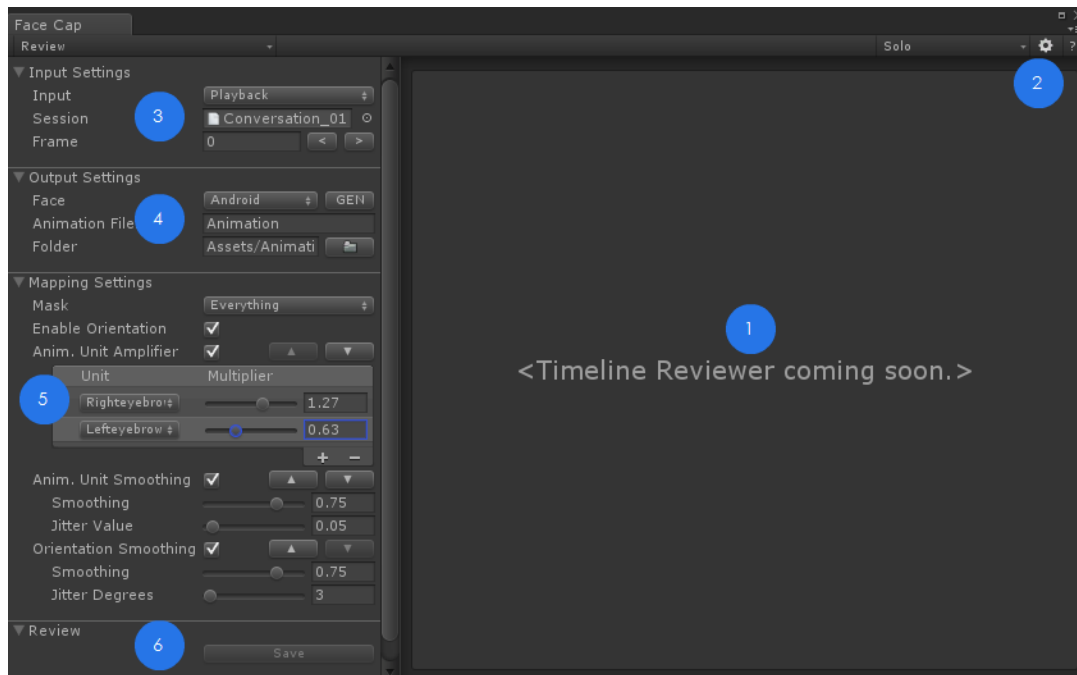 Face Cap
Review Solo ?
2
Input Settings
Input Playback
3
Session Conversation_01
Frame 0 < >
Output Settings
Face Android GEN
4
Animation File Animation
Folder Assets/Animati
Mapping Settings
Mask Everything
Enable Orientation
1
Anim. Unit Amplifier
<Timeline Reviewer coming soon.>
Unit Multiplier
5
Righteyebro 1.27
Lefteyebrow 0.63
+ -
Anim. Unit Smoothing
Smoothing 0.75
Jitter Value 0.05
Orientation Smoothing
Smoothing 0.75
Jitter Degrees 3
Review
6
Save